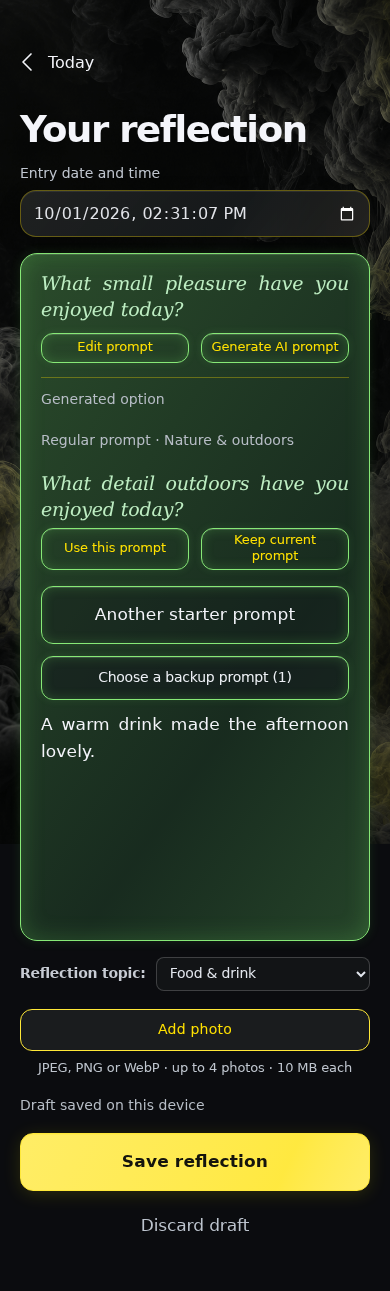 Today
Your reflection
Entry date and time
10/01/2026, 02:31:07 PM
What small pleasure have you
enjoyed today?
Edit prompt
Generate AI prompt
Generated option
Regular prompt · Nature & outdoors
What detail outdoors have you
enjoyed today?
Use this prompt
Keep current
prompt
Another starter prompt
Choose a backup prompt (1)
A warm drink made the afternoon
lovely.
Reflection topic:
Food & drink
Add photo
JPEG, PNG or WebP · up to 4 photos · 10 MB each
Draft saved on this device
Save reflection
Discard draft